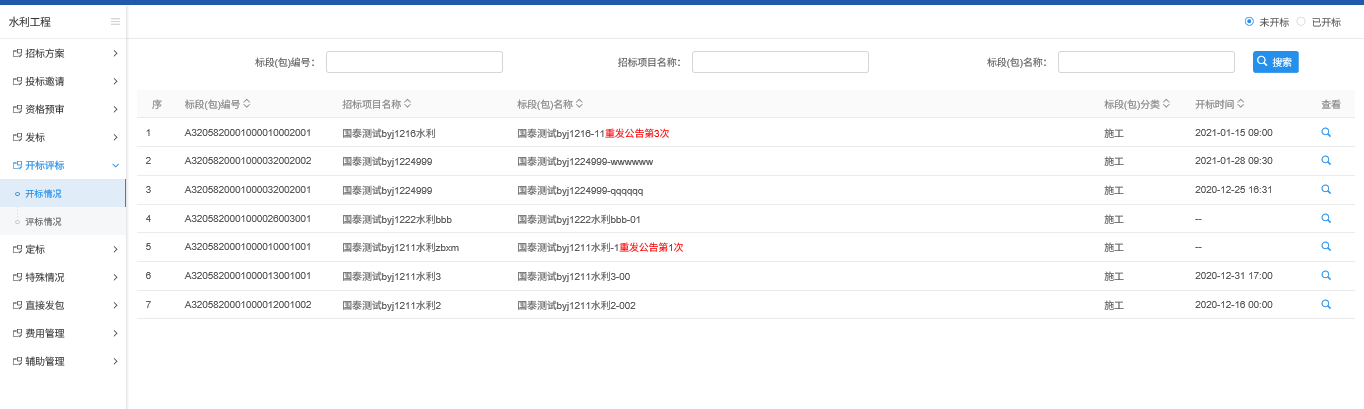 水利工程
未开标 已开标
招标方案
投标邀请
资格预审
发标
开标评标
开标情况
评标情况
定标
特殊情况
直接发包
费用管理
辅助管理
标段(包)编号: 招标项目名称: 标段(包)名称: 搜索
序 标段(包)编号 招标项目名称 标段(包)名称 标段(包)分类 开标时间 查看
1 A3205820001000010002001 国泰测试byj1216水利 国泰测试byj1216-11重发公告第3次 施工 2021-01-15 09:00
2 A3205820001000032002002 国泰测试byj1224999 国泰测试byj1224999-wwwwww 施工 2021-01-28 09:30
3 A3205820001000032002001 国泰测试byj1224999 国泰测试byj1224999-qqqqqq 施工 2020-12-25 16:31
4 A3205820001000026003001 国泰测试byj1222水利bbb 国泰测试byj1222水利bbb-01 施工 --
5 A3205820001000010001001 国泰测试byj1211水利zbxm 国泰测试byj1211水利-1重发公告第1次 施工 --
6 A3205820001000013001001 国泰测试byj1211水利3 国泰测试byj1211水利3-00 施工 2020-12-31 17:00
7 A3205820001000012001002 国泰测试byj1211水利2 国泰测试byj1211水利2-002 施工 2020-12-16 00:00